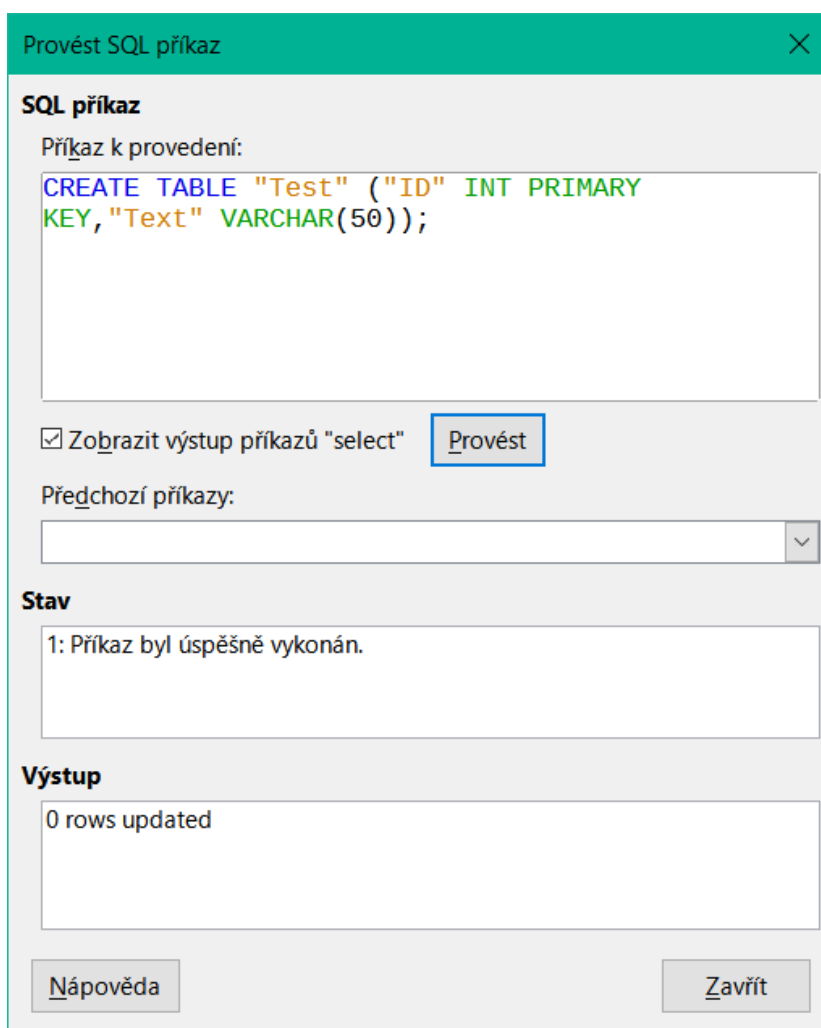 Provést SQL příkaz
SQL příkaz
Příkaz k provedení:
CREATE TABLE "Test" ("ID" INT PRIMARY
KEY,"Text" VARCHAR(50));
Zobrazit výstup příkazů "select"
Provést
Předchozí příkazy:
Stav
1: Příkaz byl úspěšně vykonán.
Výstup
0 rows updated
Nápověda
Zavřít